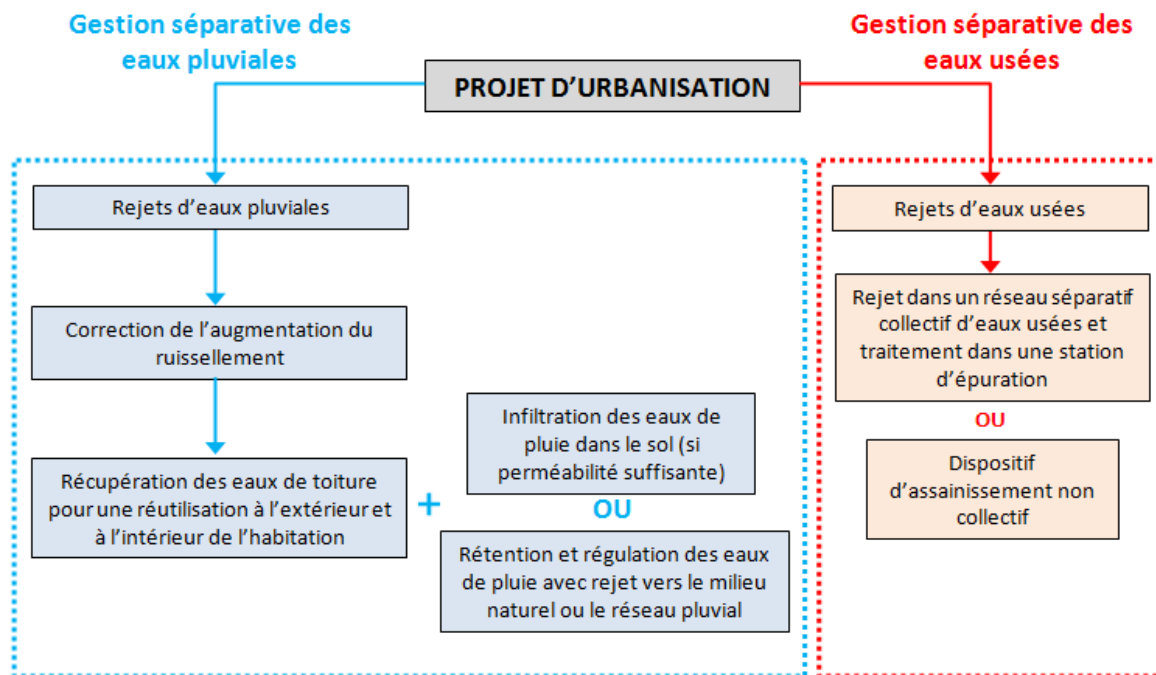 Gestion séparative des
eaux pluviales
Gestion séparative des
eaux usées
PROJET D’URBANISATION
Rejets d’eaux pluviales
Correction de l’augmentation du
ruissellement
Récupération des eaux de toiture
pour une réutilisation à l’extérieur et
à l’intérieur de l’habitation
+
Infiltration des eaux de
pluie dans le sol (si
perméabilité suffisante)
OU
Rétention et régulation des eaux
de pluie avec rejet vers le milieu
naturel ou le réseau pluvial
Rejets d’eaux usées
Rejet dans un réseau séparatif
collectif d’eaux usées et
traitement dans une station
d’épuration
OU
Dispositif
d’assainissement non
collectif